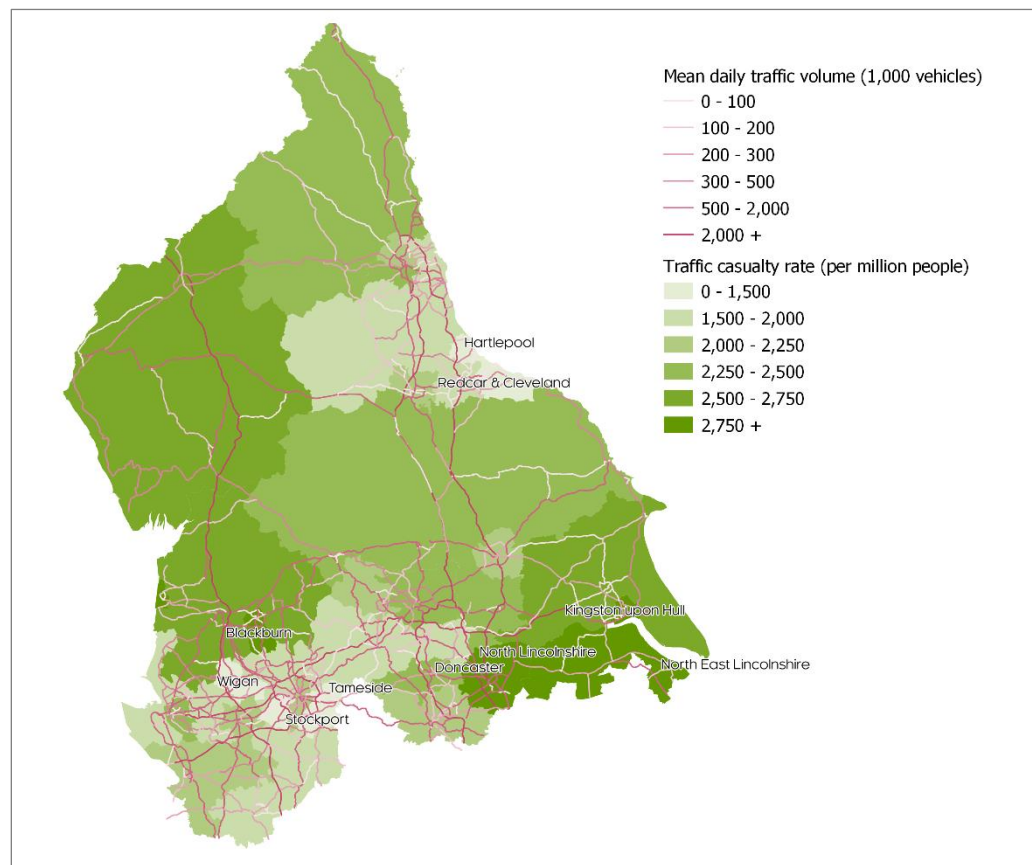 Mean daily traffic volume (1,000 vehicles)
0 - 100
100 - 200
200 - 300
300 - 500
500 - 2,000
2,000 +
Traffic casualty rate (per million people)
0 - 1,500
1,500 - 2,000
2,000 - 2,250
2,250 - 2,500
2,500 - 2,750
2,750 +
Hartlepool
Redcar & Cleveland
Kingston upon Hull
Blackburn
North Lincolnshire
North East Lincolnshire
Doncaster
Wigan
Tameside
Stockport